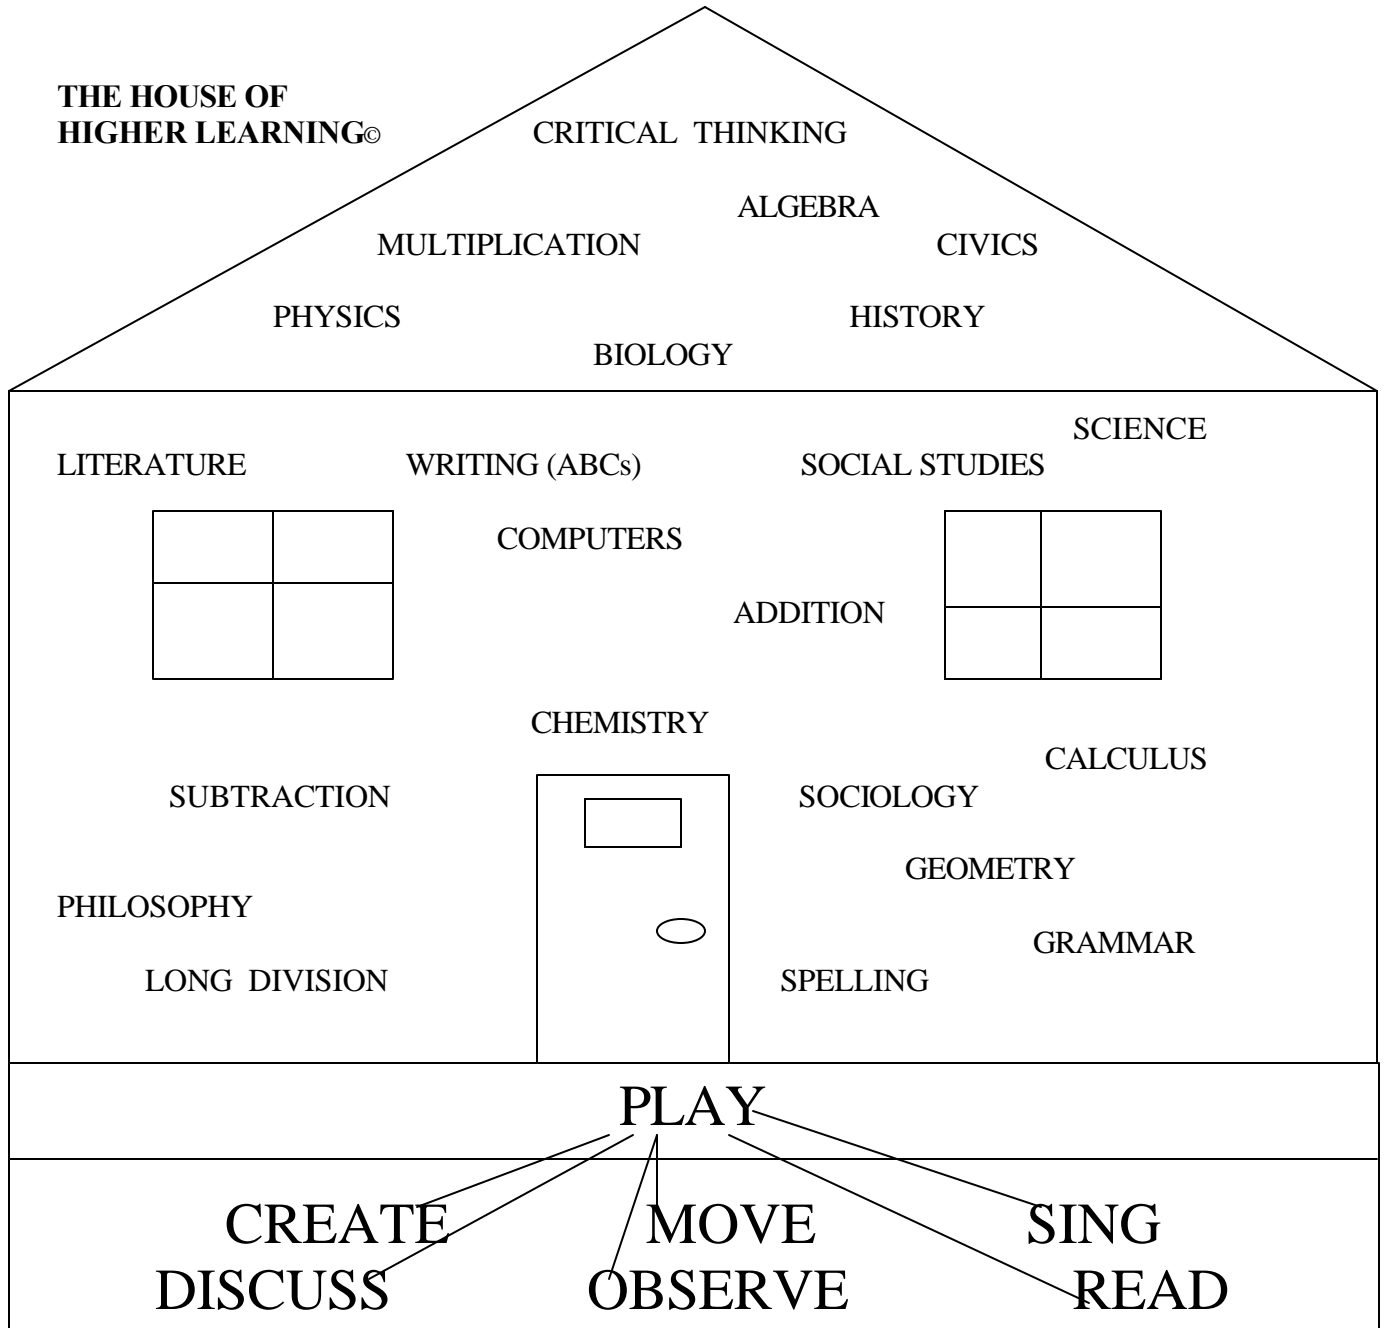 THE HOUSE OF
HIGHER LEARNING©
CRITICAL THINKING
ALGEBRA
MULTIPLICATION CIVICS
PHYSICS HISTORY
BIOLOGY
SCIENCE
LITERATURE WRITING (ABCs) SOCIAL STUDIES
COMPUTERS
ADDITION
CHEMISTRY
CALCULUS
SUBTRACTION SOCIOLOGY
GEOMETRY
PHILOSOPHY
GRAMMAR
LONG DIVISION SPELLING
PLAY
CREATE MOVE SING
DISCUSS OBSERVE READ